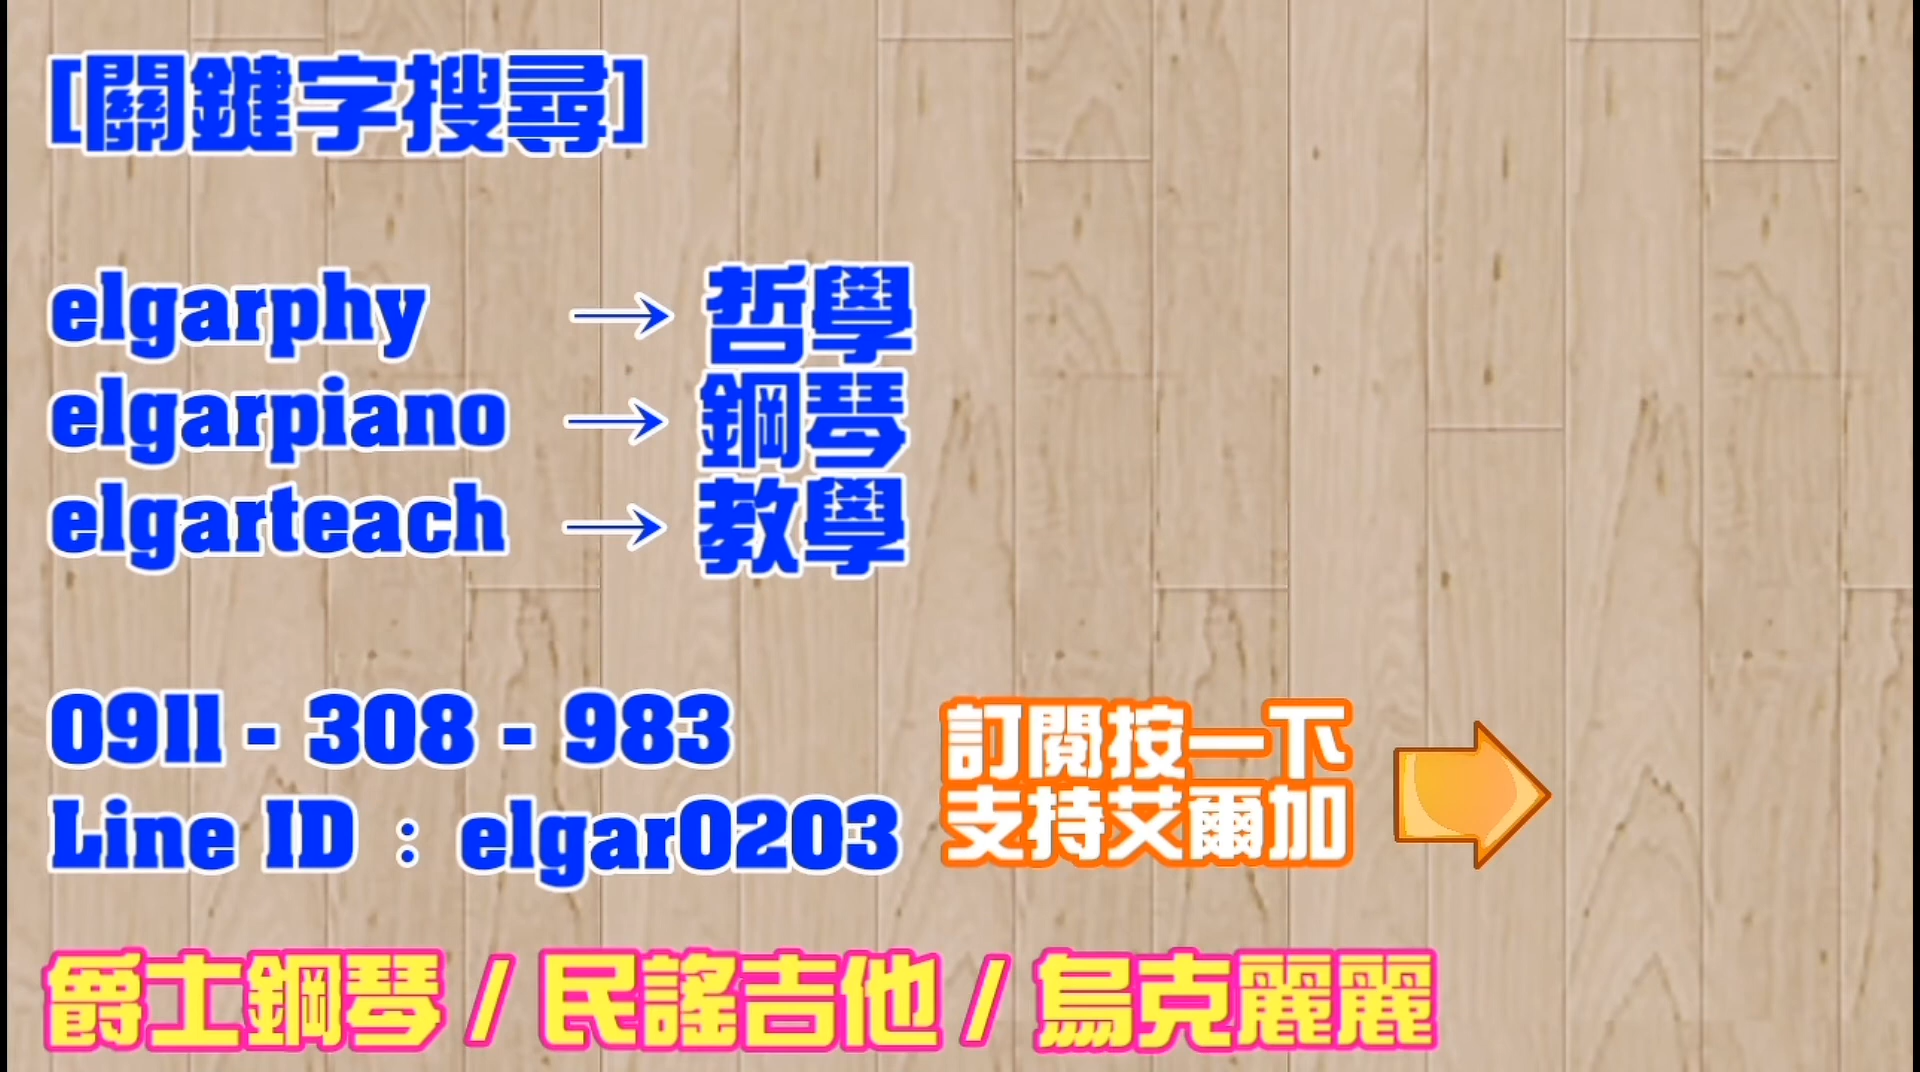 [關鍵字搜尋]
elgarphy → 哲學
elgarpiano → 鋼琴
elgarteach → 教學
0911 - 308 - 983
Line ID : elgar0203
訂閱按一下
支持艾爾加
爵士鋼琴 / 民謠吉他 / 烏克麗麗